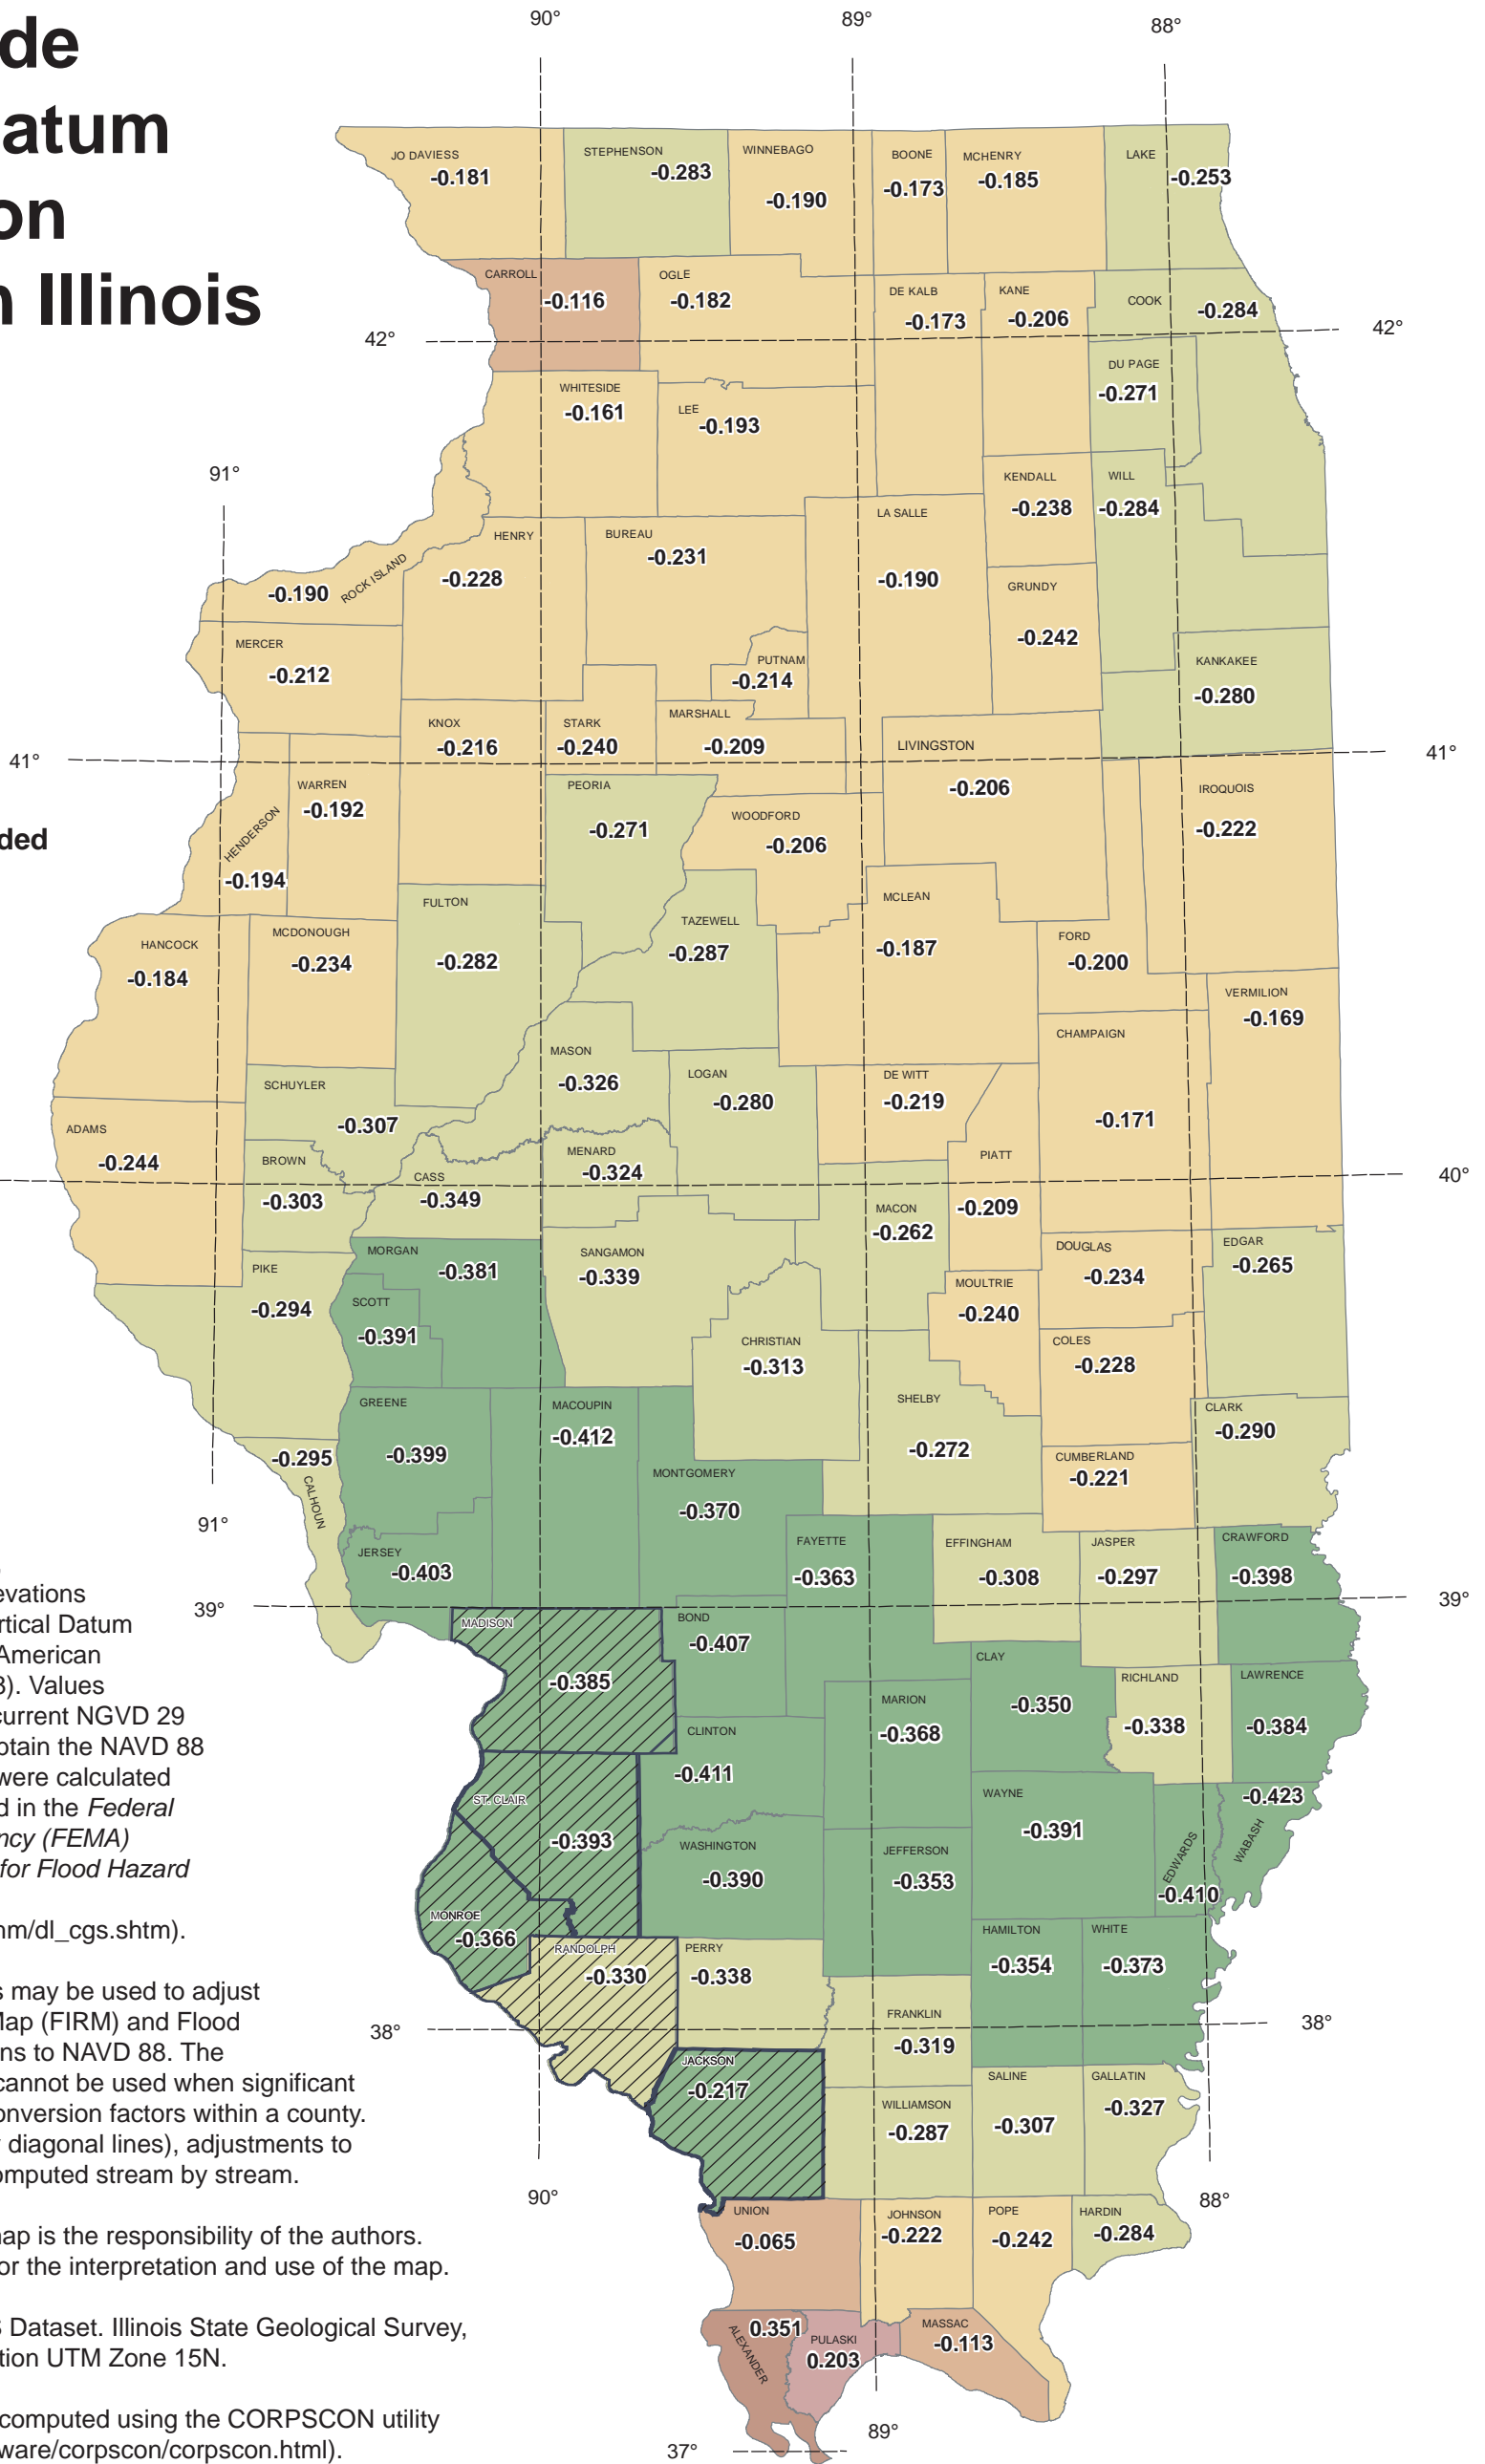 de
atum
on
n Illinois
90°
89°
88°
JO DAVIESS
-0.181
STEPHENSON
-0.283
WINNEBAGO
-0.190
BOONE
-0.173
MCHENRY
-0.185
LAKE
-0.253
CARROLL
-0.116
OGLE
-0.182
DE KALB
-0.173
KANE
-0.206
COOK
-0.284
42°
42°
DU PAGE
-0.271
WHITESIDE
-0.161
LEE
-0.193
91°
KENDALL
-0.238
WILL
-0.284
LA SALLE
-0.190
HENRY
-0.228
BUREAU
-0.231
ROCK ISLAND
-0.190
GRUNDY
-0.242
MERCER
-0.212
PUTNAM
-0.214
KANKAKEE
-0.280
KNOX
-0.216
STARK
-0.240
MARSHALL
-0.209
LIVINGSTON
-0.206
41°
41°
WARREN
-0.192
PEORIA
-0.271
WOODFORD
-0.206
IROQUOIS
-0.222
ded
HENDERSON
-0.194
FULTON
-0.282
TAZEWELL
-0.287
MCLEAN
-0.187
HANCOCK
-0.184
MCDONOUGH
-0.234
FORD
-0.200
VERMILION
-0.169
CHAMPAIGN
-0.171
MASON
-0.326
LOGAN
-0.280
DE WITT
-0.219
SCHUYLER
-0.307
ADAMS
-0.244
BROWN
-0.303
CASS
-0.349
MENARD
-0.324
PIATT
-0.209
40°
MACON
-0.262
MORGAN
-0.381
SANGAMON
-0.339
DOUGLAS
-0.234
EDGAR
-0.265
PIKE
-0.294
SCOTT
-0.391
MOULTRIE
-0.240
CHRISTIAN
-0.313
COLES
-0.228
GREENE
-0.399
MACOUPIN
-0.412
SHELBY
-0.272
CLARK
-0.290
-0.295
CALHOUN
MONTGOMERY
-0.370
CUMBERLAND
-0.221
91°
JERSEY
-0.403
FAYETTE
-0.363
EFFINGHAM
-0.308
JASPER
-0.297
CRAWFORD
-0.398
39°
39°
MADISON
-0.385
BOND
-0.407
CLAY
-0.350
RICHLAND
-0.338
LAWRENCE
-0.384
MARION
-0.368
CLINTON
-0.411
WAYNE
-0.391
-0.423
WABASH
EDWARDS
-0.410
ST. CLAIR
-0.393
WASHINGTON
-0.390
JEFFERSON
-0.353
MONROE
-0.366
RANDOLPH
-0.330
PERRY
-0.338
HAMILTON
-0.354
WHITE
-0.373
FRANKLIN
-0.319
38°
38°
JACKSON
-0.217
WILLIAMSON
-0.287
SALINE
-0.307
GALLATIN
-0.327
90°
88°
UNION
-0.065
JOHNSON
-0.222
POPE
-0.242
HARDIN
-0.284
0.351
ALEXANDER
PULASKI
0.203
MASSAC
-0.113
89°
37°
evations
rtical Datum
American
8). Values
current NGVD 29
btain the NAVD 88
were calculated
d in the Federal
ncy (FEMA)
for Flood Hazard
nm/dl_cgs.shtm).
s may be used to adjust
Map (FIRM) and Flood
ns to NAVD 88. The
cannot be used when significant
onversion factors within a county.
y diagonal lines), adjustments to
omputed stream by stream.
nap is the responsibility of the authors.
or the interpretation and use of the map.
S Dataset. Illinois State Geological Survey,
tion UTM Zone 15N.
computed using the CORPSCON utility
ware/corpscon/corpscon.html).